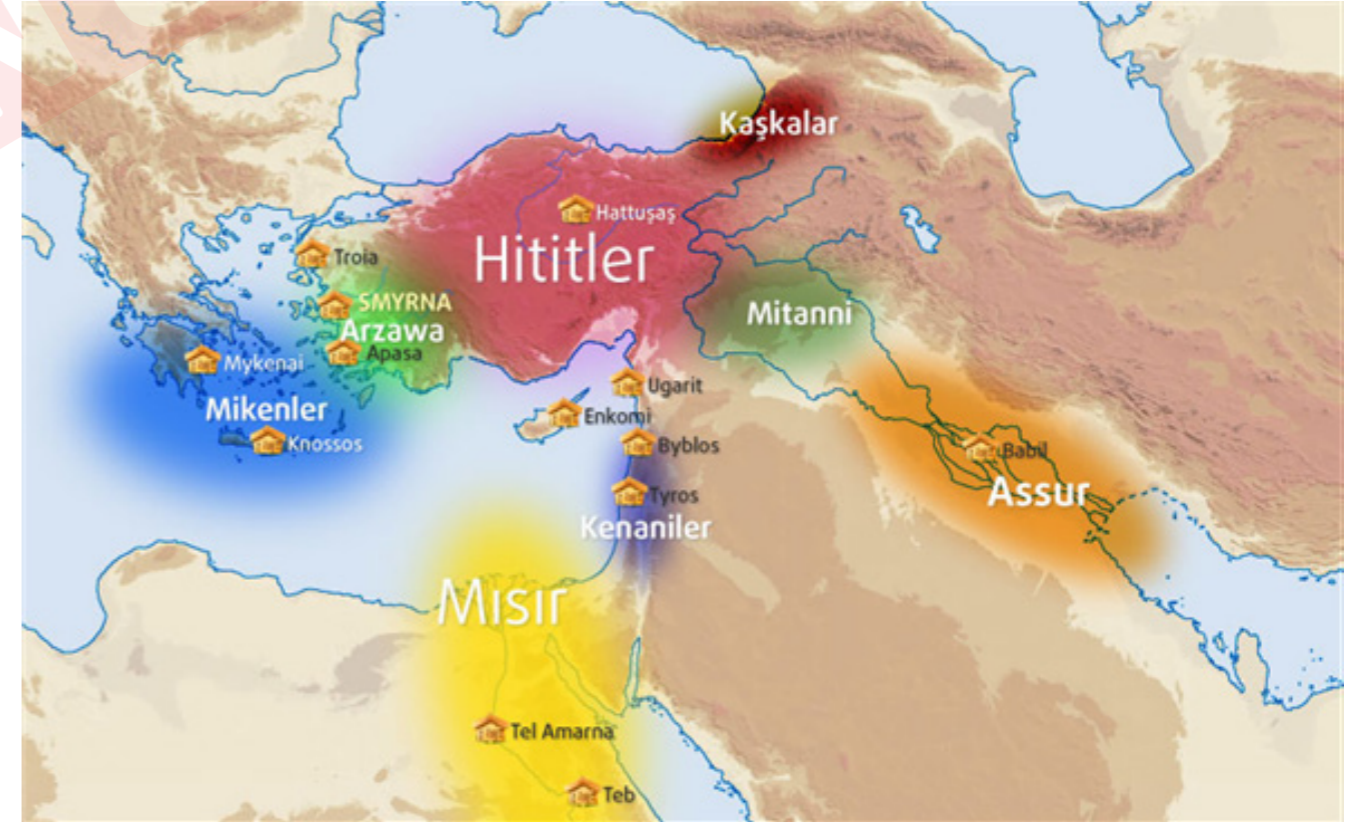 Kaşkalar
Hattuşaş
Hititler
Troia
SMYRNA
Mitanni
Arzawa
Apasa
Mykenai
Ugarit
Mikenler
Enkomi
Knossos
Byblos
Babil
Assur
Tyros
Kenaniler
Mısır
Tel Amarna
Teb